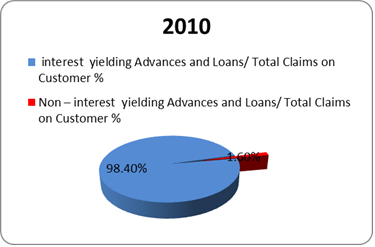 2010
interest yielding Advances and Loans/ Total Claims on
Customer %
Non – interest yielding Advances and Loans/ Total Claims
on Customer %
98.40%
1.60%